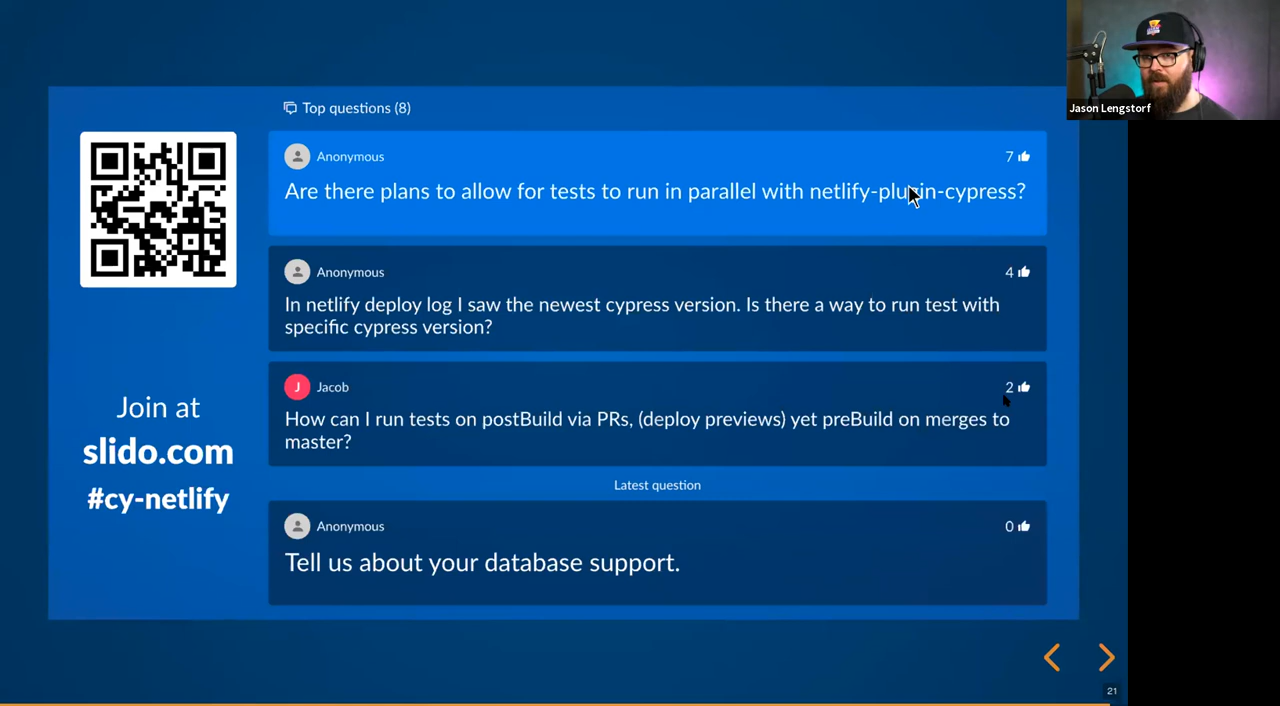 Top questions (8)
Anonymous
7
Are there plans to allow for tests to run in parallel with netlify-plugin-cypress?
Anonymous
4
In netlify deploy log I saw the newest cypress version. Is there a way to run test with
specific cypress version?
J
Jacob
2
How can I run tests on postBuild via PRs, (deploy previews) yet preBuild on merges to
master?
Latest question
Anonymous
0
Tell us about your database support.
Join at
slido.com
#cy-netlify
Jason Lengstorf
21